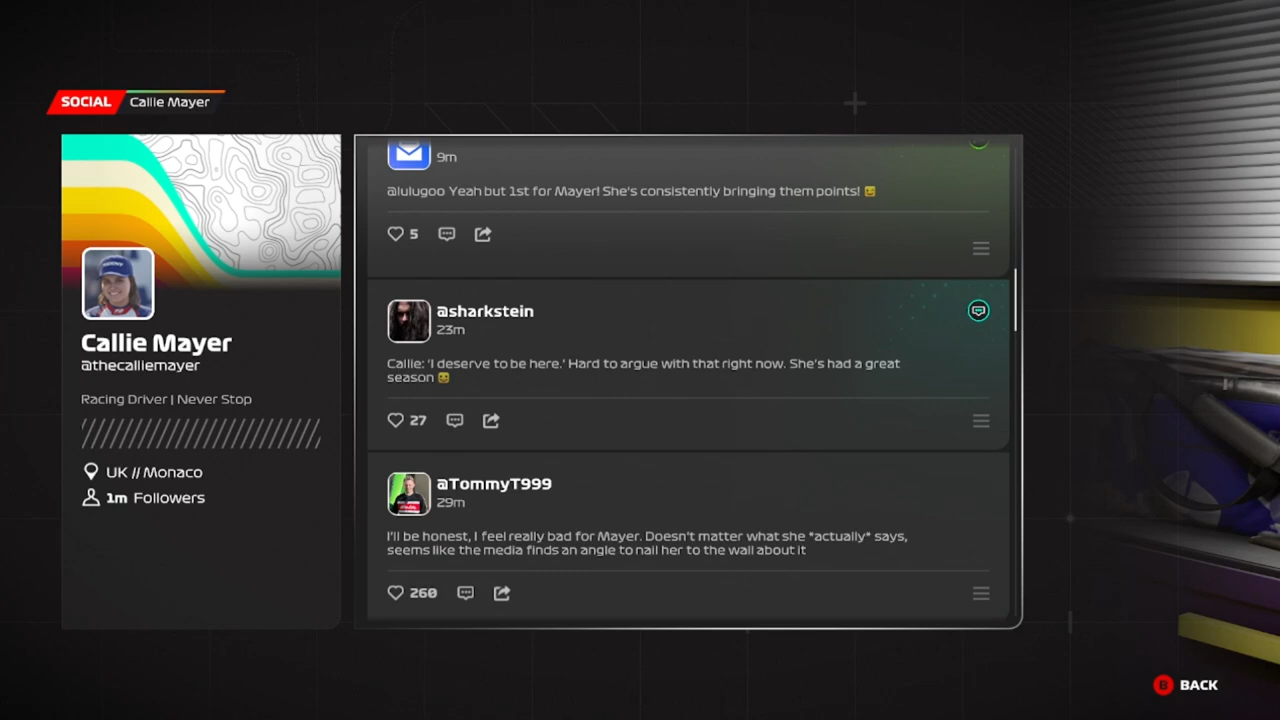 SOCIAL Callie Mayer
9m
@lulugoo Yeah but 1st for Mayer! She's consistently bringing them points!
5
@sharkstein
23m
Callie: 'I deserve to be here.' Hard to argue with that right now. She's had a great
season
27
@TommyT999
29m
I'll be honest, I feel really bad for Mayer. Doesn't matter what she *actually* says,
seems like the media finds an angle to nail her to the wall about it
260
Callie Mayer
@thecalliemayer
Racing Driver | Never Stop
UK // Monaco
1m Followers
B BACK